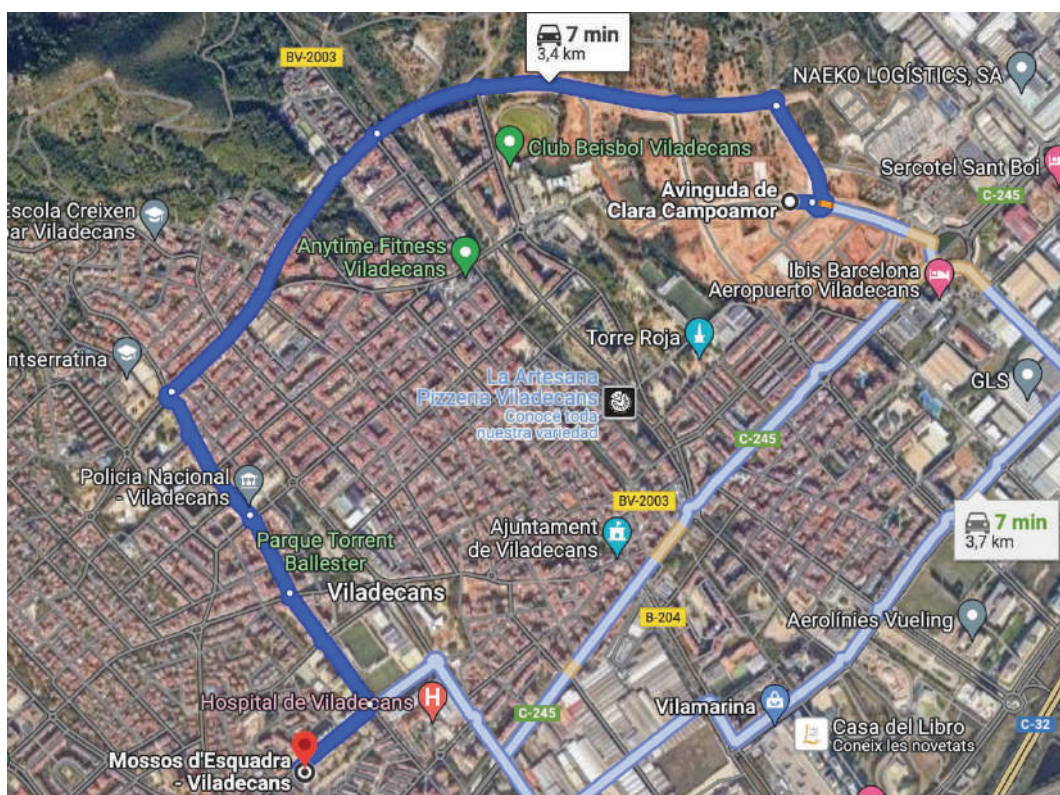 BV-2003
7 min
3,4 km
NAEKO LOGÍSTICS, SA
Club Beisbol Viladecans
Sercotel Sant Boi
C-245
Avinguda de
Clara Campoamor
Escola Creixen
par Viladecans
Anytime Fitness
Viladecans
Ibis Barcelona
Aeropuerto Viladecans
Torre Roja
ntserratina
La Artesana
Pizzeria Viladecans
Conocé toda
nuestra variedad
GLS
C-245
Policia Nacional
- Viladecans
BV-2003
7 min
3,7 km
Ajuntament
de Viladecans
Parque Torrent
Ballester
Viladecans
B-204
Aerolínies Vueling
Hospital de Viladecans
H
C-245
Vilamarina
Casa del Libro
Coneix les novetats
C-32
Mossos d'Esquadra
- Viladecans